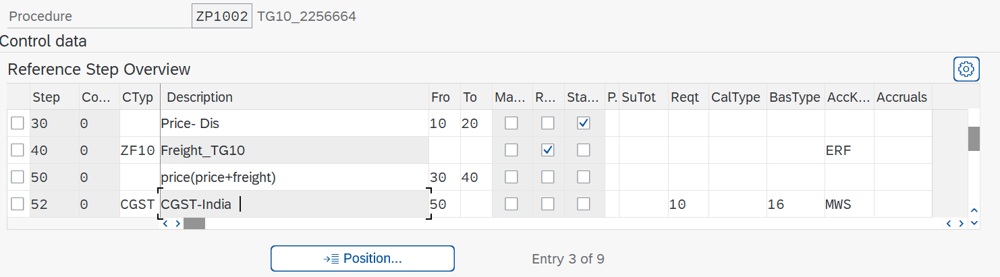 Procedure ZP1002 TG10_2256664
Control data
Reference Step Overview
Step Co... CTyp Description Fro To Ma... R... Sta... P. SuTot Reqt CalType BasType AccK... Accruals
30 0 Price- Dis 10 20
40 0 ZF10 Freight_TG10 ERF
50 0 price(price+freight) 30 40
52 0 CGST CGST-India 50 10 16 MWS
Position... Entry 3 of 9